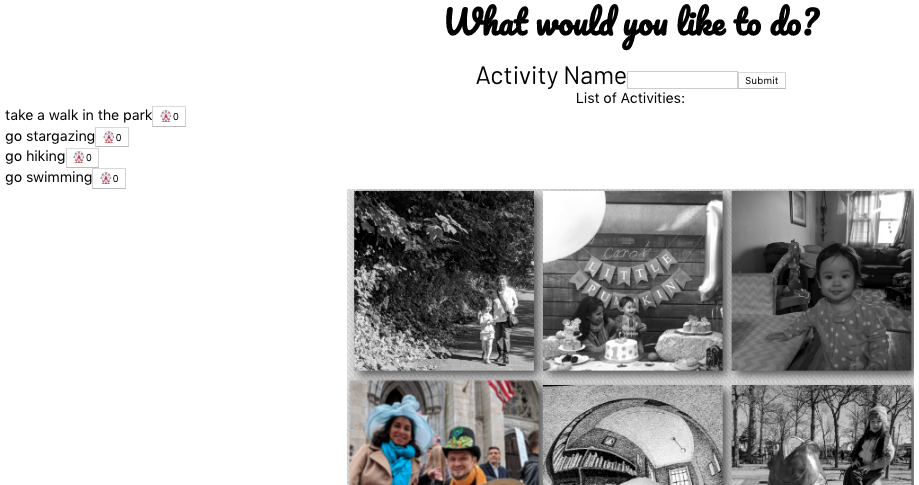 What would you like to do?
Activity Name Submit
List of Activities:
take a walk in the park 0
go stargazing 0
go hiking 0
go swimming 0
Carol
LITTLE
PUMPKIN